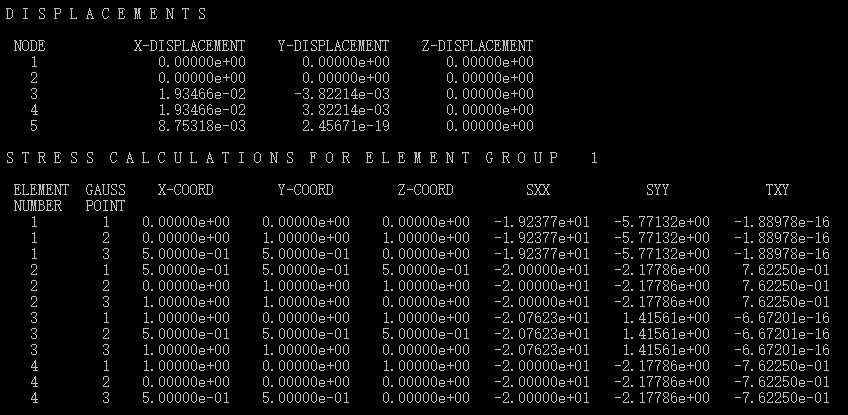 D I S P L A C E M E N T S
NODE X-DISPLACEMENT Y-DISPLACEMENT Z-DISPLACEMENT
1 0.00000e+00 0.00000e+00 0.00000e+00
2 0.00000e+00 0.00000e+00 0.00000e+00
3 1.93466e-02 -3.82214e-03 0.00000e+00
4 1.93466e-02 3.82214e-03 0.00000e+00
5 8.75318e-03 2.45671e-19 0.00000e+00
S T R E S S C A L C U L A T I O N S F O R E L E M E N T G R O U P 1
ELEMENT GAUSS X-COORD Y-COORD Z-COORD SXX SYY TXY
NUMBER POINT
1 1 0.00000e+00 0.00000e+00 0.00000e+00 -1.92377e+01 -5.77132e+00 -1.88978e-16
1 2 0.00000e+00 1.00000e+00 1.00000e+00 -1.92377e+01 -5.77132e+00 -1.88978e-16
1 3 5.00000e-01 5.00000e-01 0.00000e+00 -1.92377e+01 -5.77132e+00 -1.88978e-16
2 1 5.00000e-01 5.00000e-01 5.00000e-01 -2.00000e+01 -2.17786e+00 7.62250e-01
2 2 0.00000e+00 1.00000e+00 1.00000e+00 -2.00000e+01 -2.17786e+00 7.62250e-01
2 3 1.00000e+00 1.00000e+00 0.00000e+00 -2.00000e+01 -2.17786e+00 7.62250e-01
3 1 1.00000e+00 0.00000e+00 1.00000e+00 -2.07623e+01 1.41561e+00 -6.67201e-16
3 2 5.00000e-01 5.00000e-01 5.00000e-01 -2.07623e+01 1.41561e+00 -6.67201e-16
3 3 1.00000e+00 1.00000e+00 0.00000e+00 -2.07623e+01 1.41561e+00 -6.67201e-16
4 1 1.00000e+00 0.00000e+00 1.00000e+00 -2.00000e+01 -2.17786e+00 -7.62250e-01
4 2 0.00000e+00 0.00000e+00 0.00000e+00 -2.00000e+01 -2.17786e+00 -7.62250e-01
4 3 5.00000e-01 5.00000e-01 0.00000e+00 -2.00000e+01 -2.17786e+00 -7.62250e-01